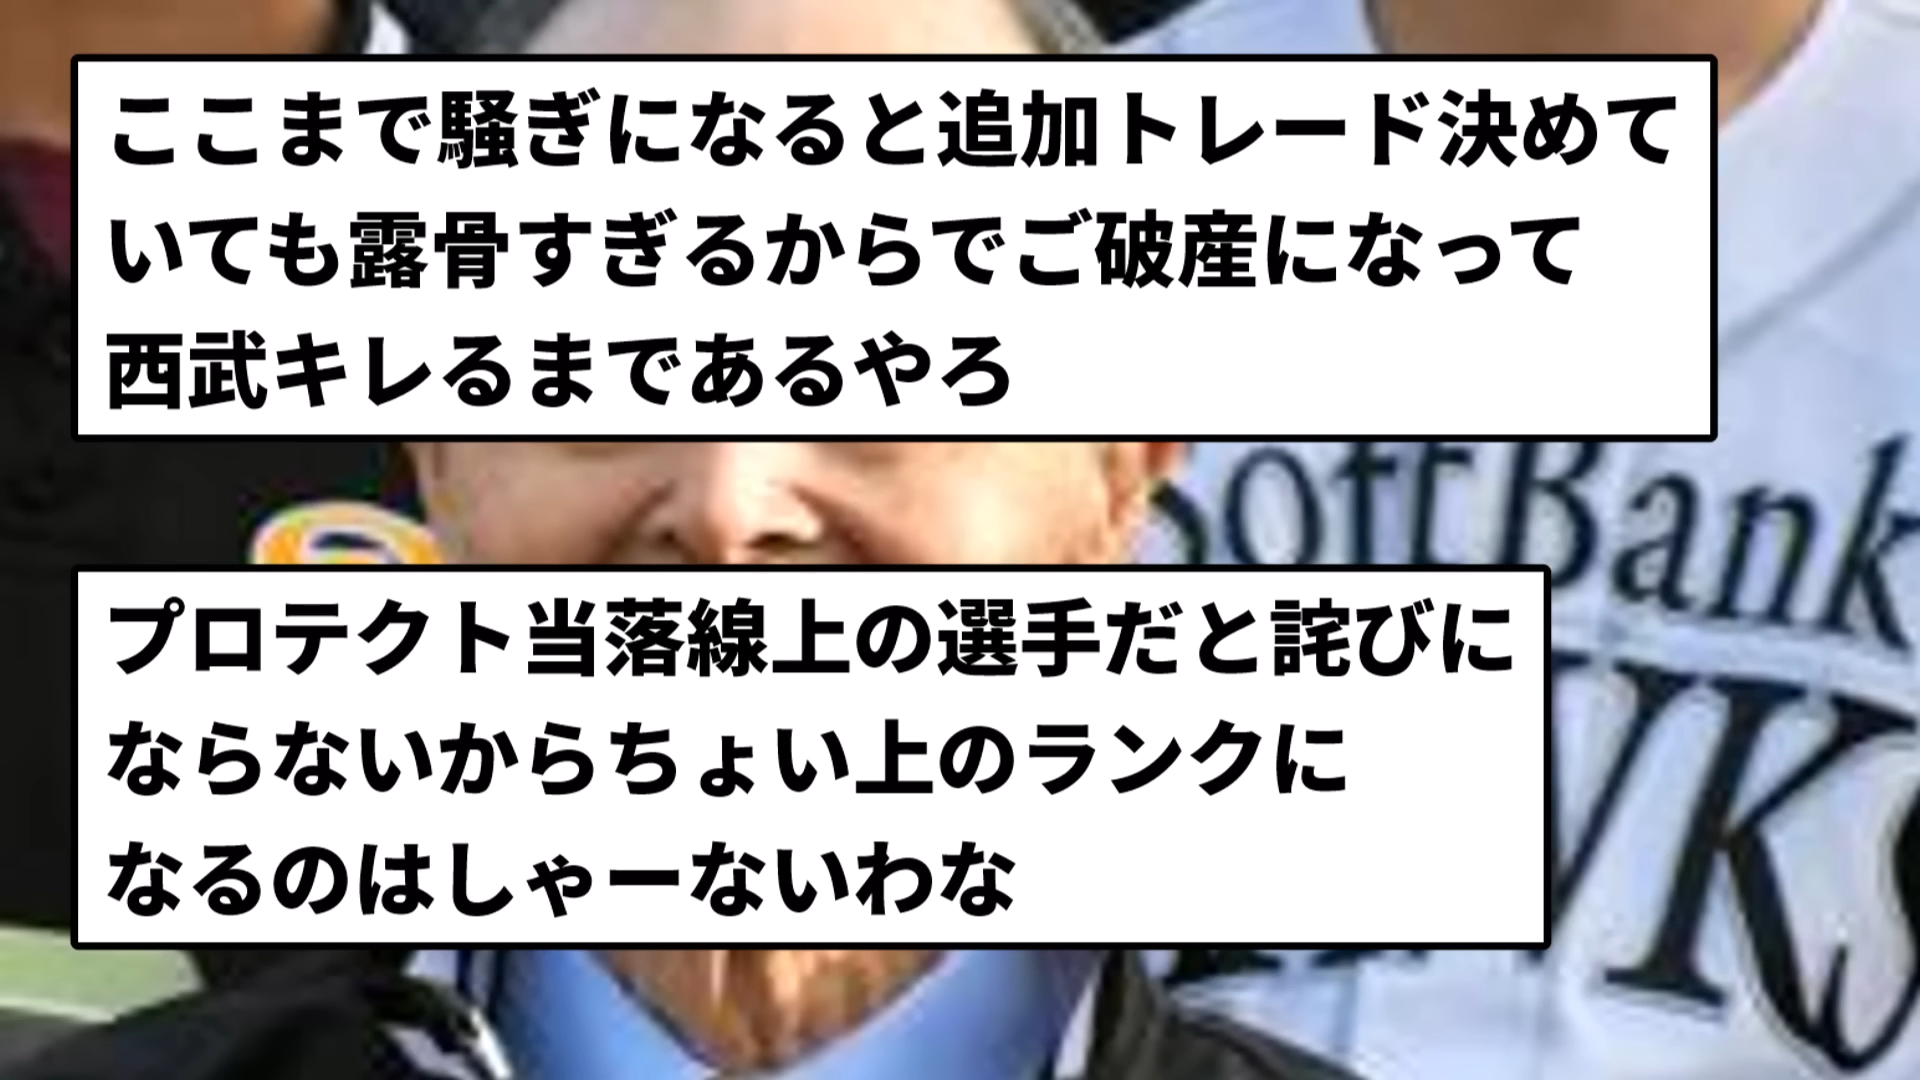 ここまで騒ぎになると追加トレード決めて
いても露骨すぎるからでご破産になって
西武キレるまであるやろ
SoftBank
プロテクト当落線上の選手だと詫びに
ならないからちょい上のランクに
なるのはしゃーないわな